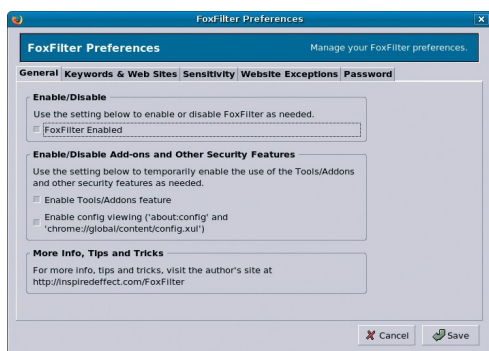 FoxFilter Preferences
FoxFilter Preferences
Manage your FoxFilter preferences.
General Keywords & Web Sites Sensitivity Website Exceptions Password
Enable/Disable
Use the setting below to enable or disable FoxFilter as needed.
FoxFilter Enabled
Enable/Disable Add-ons and Other Security Features
Use the setting below to temporarily enable the use of the Tools/Addons
and other security features as needed.
Enable Tools/Addons feature
Enable config viewing ('about:config' and
'chrome://global/content/config.xul')
More Info, Tips and Tricks
For more info, tips and tricks, visit the author's site at
http://inspiredeffect.com/FoxFilter
Cancel Save